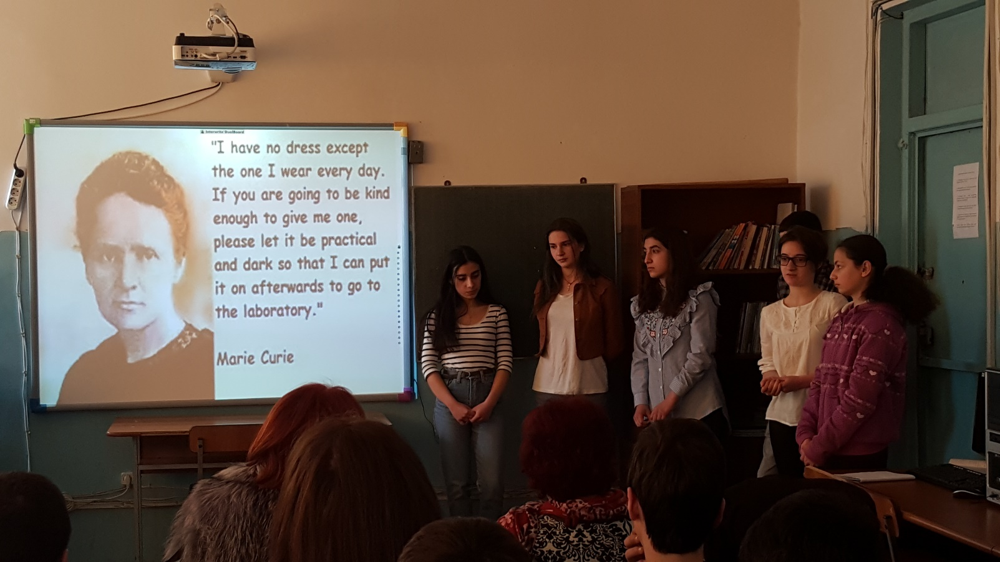 Interwrite DualBoard
"I have no dress except
the one I wear every day.
If you are going to be kind
enough to give me one,
please let it be practical
and dark so that I can put
it on afterwards to go to
the laboratory."
Marie Curie